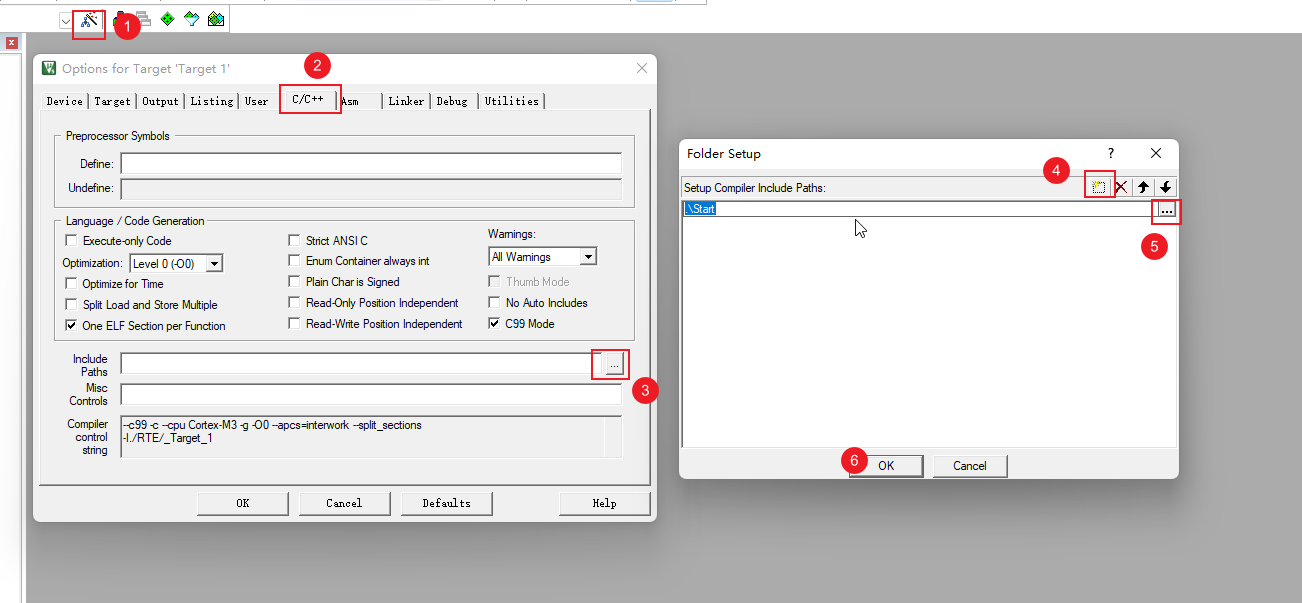 1
Options for Target 'Target 1'
2
Device Target Output Listing User C/C++ Asm Linker Debug Utilities
Preprocessor Symbols
Define:
Undefine:
Language / Code Generation
Execute-only Code
Optimization: Level 0 (-O0)
Optimize for Time
Split Load and Store Multiple
One ELF Section per Function
Strict ANSI C
Enum Container always int
Plain Char is Signed
Read-Only Position Independent
Read-Write Position Independent
Warnings:
All Warnings
Thumb Mode
No Auto Includes
C99 Mode
Include
Paths
...
3
Misc
Controls
Compiler
control
string
--c99 -c --cpu Cortex-M3 -g -O0 --apcs=interwork --split_sections
-I./RTE/_Target_1
OK Cancel Defaults Help
Folder Setup ?
4
Setup Compiler Include Paths:
.\Start ...
5
6
OK Cancel